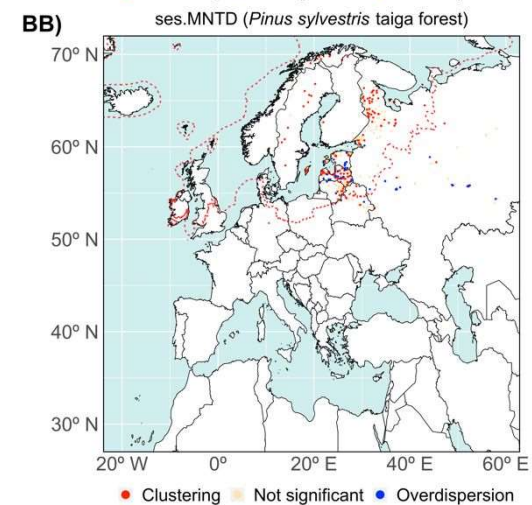 BB)
ses.MNTD (Pinus sylvestris taiga forest)
70° N
60° N
50° N
40° N
30° N
20° W 0° 20° E 40° E 60° E
Clustering Not significant Overdispersion